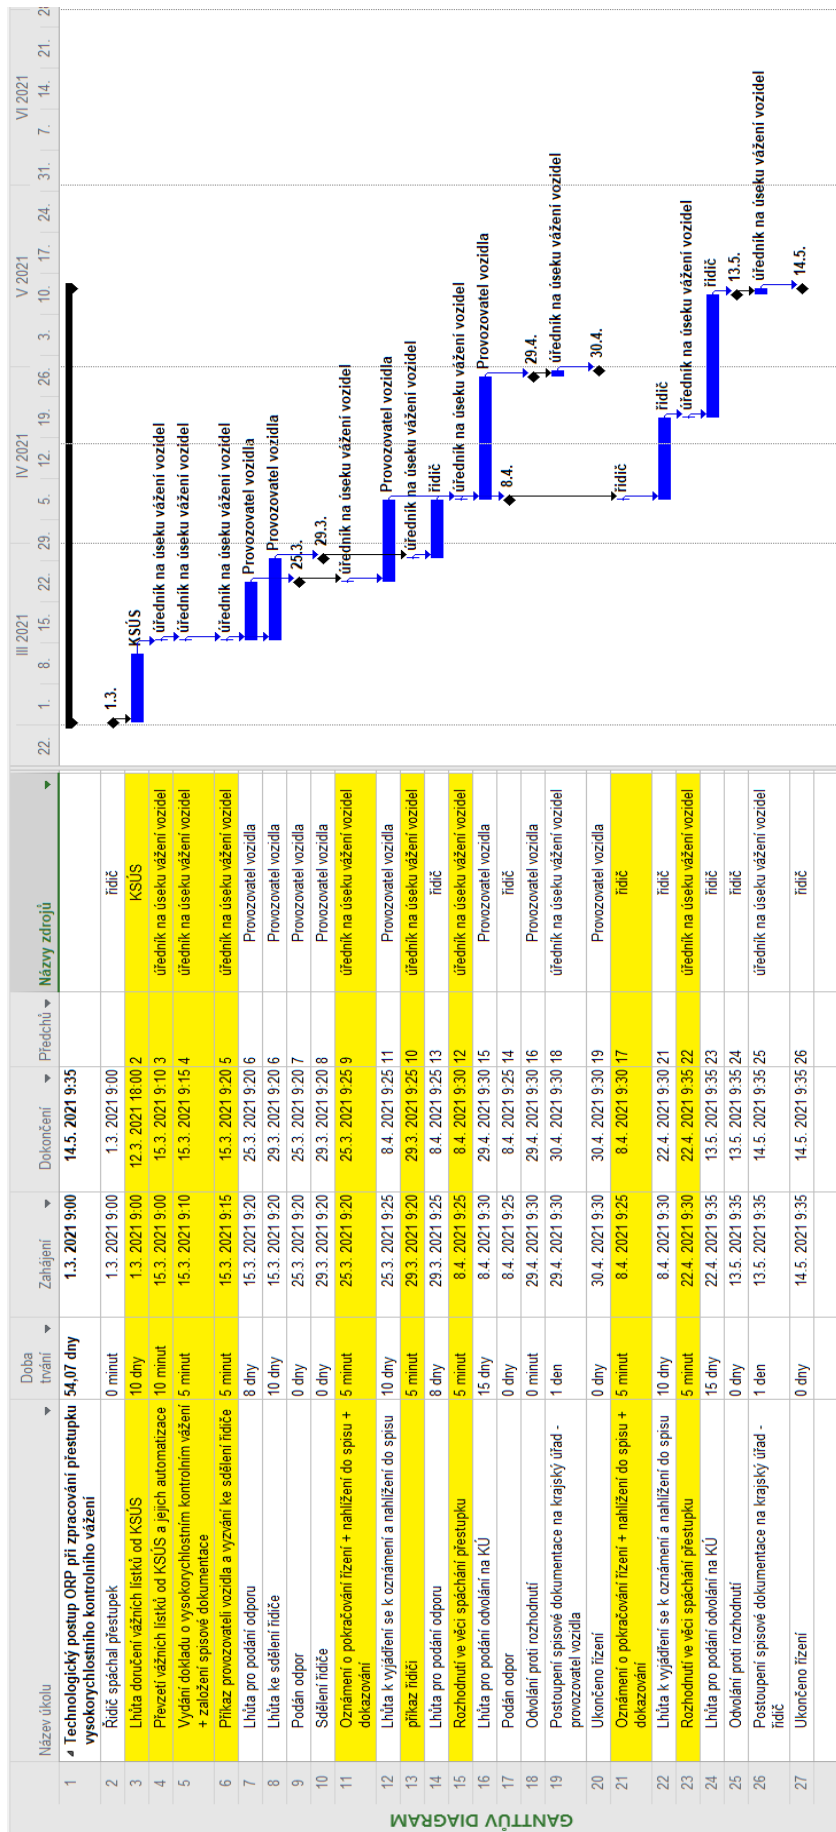 GANTTŮV DIAGRAM
Název úkolu Doba trvání Zahájení Dokončení Předchů Názvy zdrojů
1 Technologický postup ORP při zpracování přestupku vysokorychlostního kontrolního vážení 54,07 dny 1.3. 2021 9:00 14.5. 2021 9:35
2 Řidič spáchal přestupek 0 minut 1.3. 2021 9:00 1.3. 2021 9:00 řidič
3 Lhůta doručení vážních lístků od KSÚS 10 dny 1.3. 2021 9:00 12.3. 2021 18:00 2 KSÚS
4 Převzetí vážních lístků od KSÚS a jejich automatizace 10 minut 15.3. 2021 9:00 15.3. 2021 9:10 3 úředník na úseku vážení vozidel
5 Vydání dokladu o vysokorychlostním kontrolním vážení + založení spisové dokumentace 5 minut 15.3. 2021 9:10 15.3. 2021 9:15 4 úředník na úseku vážení vozidel
6 Příkaz provozovateli vozidla a vyzvání ke sdělení řidiče 5 minut 15.3. 2021 9:15 15.3. 2021 9:20 5 úředník na úseku vážení vozidel
7 Lhůta pro podání odporu 8 dny 15.3. 2021 9:20 25.3. 2021 9:20 6 Provozovatel vozidla
8 Lhůta ke sdělení řidiče 10 dny 15.3. 2021 9:20 29.3. 2021 9:20 6 Provozovatel vozidla
9 Podán odpor 0 dny 25.3. 2021 9:20 25.3. 2021 9:20 7 Provozovatel vozidla
10 Sdělení řidiče 0 dny 29.3. 2021 9:20 29.3. 2021 9:20 8 Provozovatel vozidla
11 Oznámení o pokračování řízení + nahlížení do spisu + dokazování 5 minut 25.3. 2021 9:20 25.3. 2021 9:25 9 úředník na úseku vážení vozidel
12 Lhůta k vyjádření se k oznámení a nahlížení do spisu 10 dny 25.3. 2021 9:25 8.4. 2021 9:25 11 Provozovatel vozidla
13 příkaz řidiči 5 minut 29.3. 2021 9:20 29.3. 2021 9:25 10 úředník na úseku vážení vozidel
14 Lhůta pro podání odporu 8 dny 29.3. 2021 9:25 8.4. 2021 9:25 13 řidič
15 Rozhodnutí ve věci spáchání přestupku 5 minut 8.4. 2021 9:25 8.4. 2021 9:30 12 úředník na úseku vážení vozidel
16 Lhůta pro podání odvolání na KÚ 15 dny 8.4. 2021 9:30 29.4. 2021 9:30 15 Provozovatel vozidla
17 Podán odpor 0 dny 8.4. 2021 9:25 8.4. 2021 9:25 14 řidič
18 Odvolání proti rozhodnutí 0 minut 29.4. 2021 9:30 29.4. 2021 9:30 16 Provozovatel vozidla
19 Postoupení spisové dokumentace na krajský úřad - provozovatel vozidla 1 den 29.4. 2021 9:30 30.4. 2021 9:30 18 úředník na úseku vážení vozidel
20 Ukončeno řízení 0 dny 30.4. 2021 9:30 30.4. 2021 9:30 19 Provozovatel vozidla
21 Oznámení o pokračování řízení + nahlížení do spisu + dokazování 5 minut 8.4. 2021 9:25 8.4. 2021 9:30 17 řidič
22 Lhůta k vyjádření se k oznámení a nahlížení do spisu 10 dny 8.4. 2021 9:30 22.4. 2021 9:30 21 řidič
23 Rozhodnutí ve věci spáchání přestupku 5 minut 22.4. 2021 9:30 22.4. 2021 9:35 22 úředník na úseku vážení vozidel
24 Lhůta pro podání odvolání na KÚ 15 dny 22.4. 2021 9:35 13.5. 2021 9:35 23 řidič
25 Odvolání proti rozhodnutí 0 dny 13.5. 2021 9:35 13.5. 2021 9:35 24 řidič
26 Postoupení spisové dokumentace na krajský úřad - řidič 1 den 13.5. 2021 9:35 14.5. 2021 9:35 25 úředník na úseku vážení vozidel
27 Ukončeno řízení 0 dny 14.5. 2021 9:35 14.5. 2021 9:35 26 řidič
III 2021 IV 2021 V 2021 VI 2021
22. 1. 8. 15. 22. 29. 5. 12. 19. 26. 3. 10. 17. 24. 31. 7. 14. 21. 28
1.3.
KSÚS
úředník na úseku vážení vozidel
úředník na úseku vážení vozidel
úředník na úseku vážení vozidel
Provozovatel vozidla
Provozovatel vozidla
25.3.
29.3.
úředník na úseku vážení vozidel
Provozovatel vozidla
úředník na úseku vážení vozidel
řidič
úředník na úseku vážení vozidel
Provozovatel vozidla
8.4.
29.4.
úředník na úseku vážení vozidel
30.4.
řidič
řidič
úředník na úseku vážení vozidel
řidič
13.5.
úředník na úseku vážení vozidel
14.5.